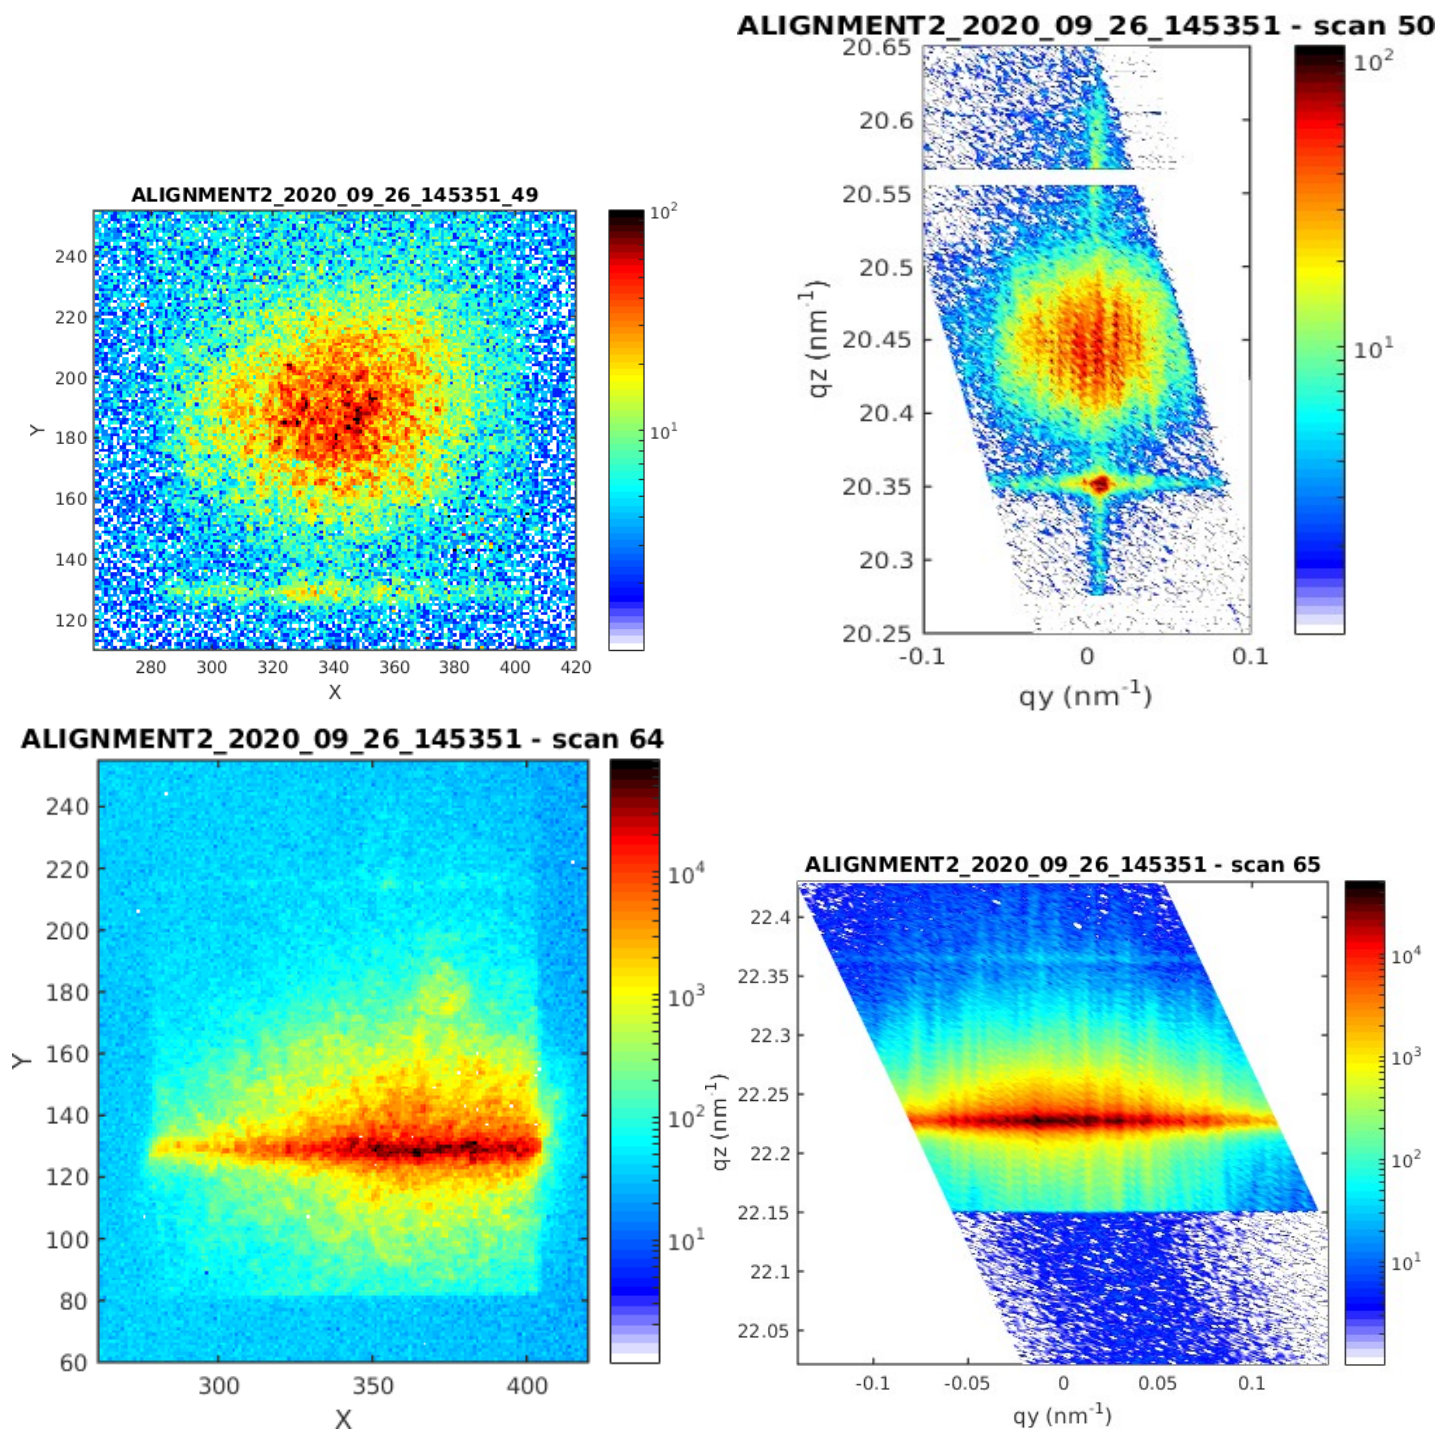 ALIGNMENT2_2020_09_26_145351_49
240
220
200
180
160
140
120
Y
280 300 320 340 360 380 400 420
X
10^2
10^1
ALIGNMENT2_2020_09_26_145351 - scan 50
20.65
20.6
20.55
20.5
20.45
20.4
20.35
20.3
20.25
qz (nm^-1)
-0.1 0 0.1
qy (nm^-1)
10^2
10^1
ALIGNMENT2_2020_09_26_145351 - scan 64
240
220
200
180
160
140
120
100
80
60
Y
300 350 400
X
10^4
10^3
10^2
10^1
ALIGNMENT2_2020_09_26_145351 - scan 65
22.4
22.35
22.3
22.25
22.2
22.15
22.1
22.05
qz (nm^-1)
-0.1 -0.05 0 0.05 0.1
qy (nm^-1)
10^4
10^3
10^2
10^1